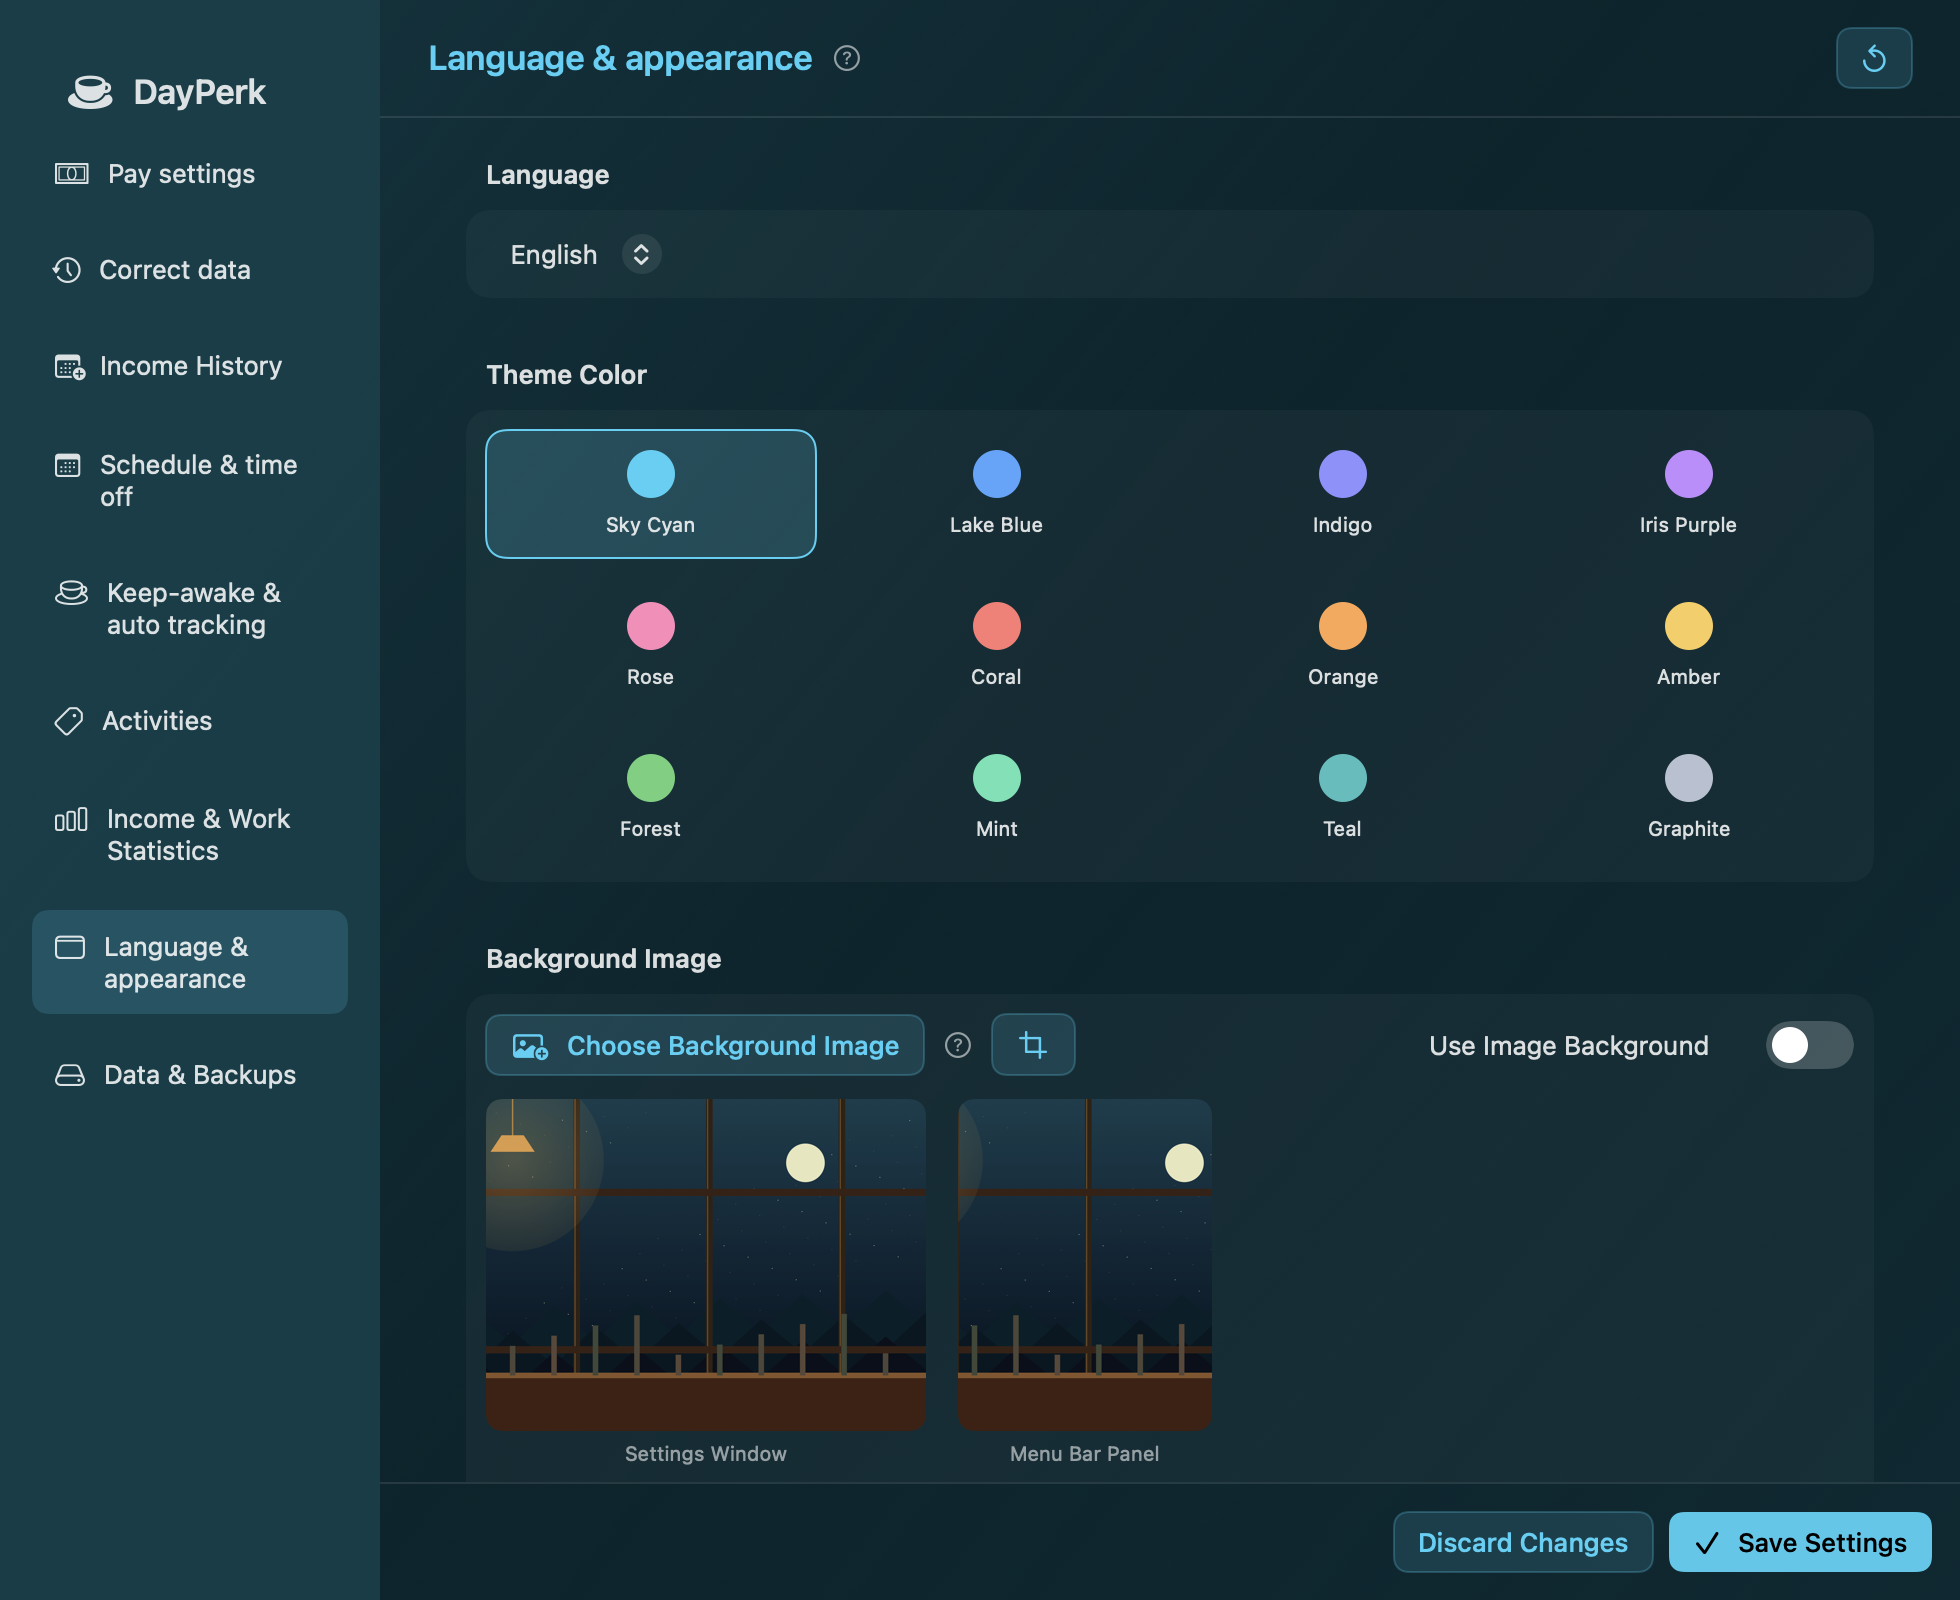 DayPerk
Pay settings
Correct data
Income History
Schedule & time
off
Keep-awake &
auto tracking
Activities
Income & Work
Statistics
Language &
appearance
Data & Backups
Language & appearance
Language
English
Theme Color
Sky Cyan
Lake Blue
Indigo
Iris Purple
Rose
Coral
Orange
Amber
Forest
Mint
Teal
Graphite
Background Image
Choose Background Image
Use Image Background
Settings Window
Menu Bar Panel
Discard Changes
Save Settings